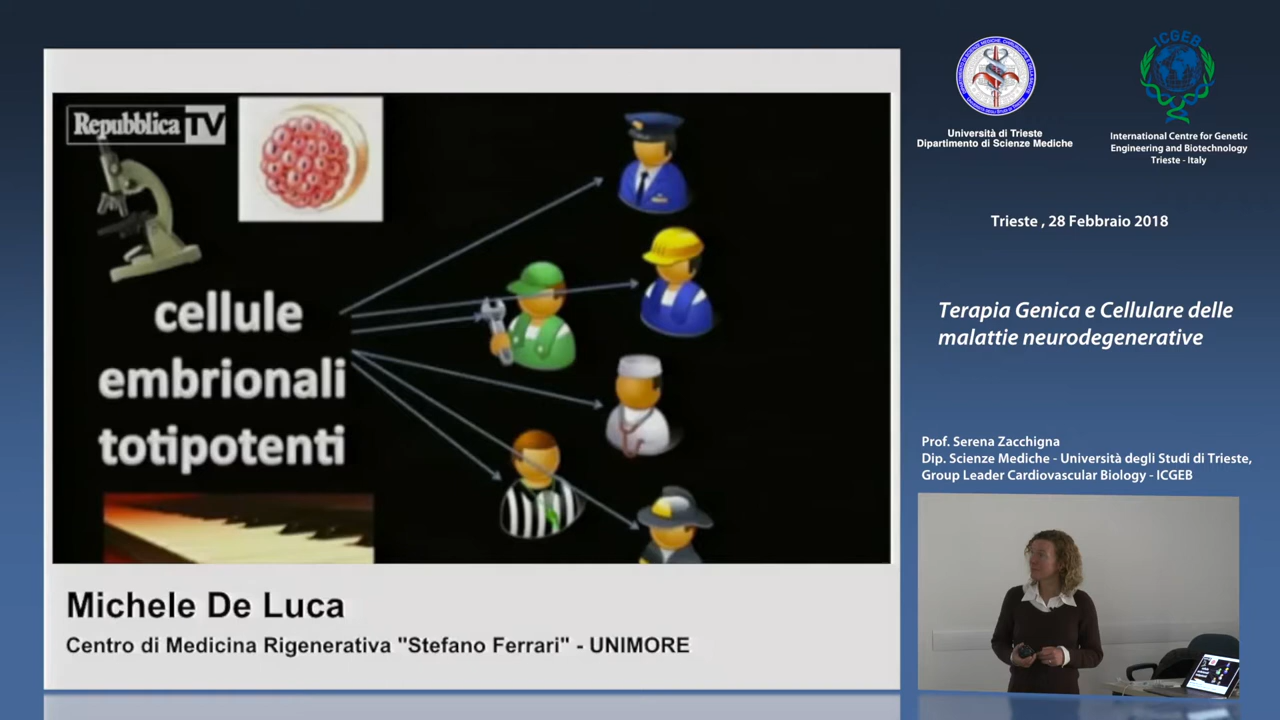 Repubblica TV
cellule
embrionali
totipotenti
Michele De Luca
Centro di Medicina Rigenerativa "Stefano Ferrari" - UNIMORE
Università di Trieste
Dipartimento di Scienze Mediche
ICGEB
International Centre for Genetic
Engineering and Biotechnology
Trieste - Italy
Trieste , 28 Febbraio 2018
Terapia Genica e Cellulare delle
malattie neurodegenerative
Prof. Serena Zacchigna
Dip. Scienze Mediche - Università degli Studi di Trieste,
Group Leader Cardiovascular Biology - ICGEB